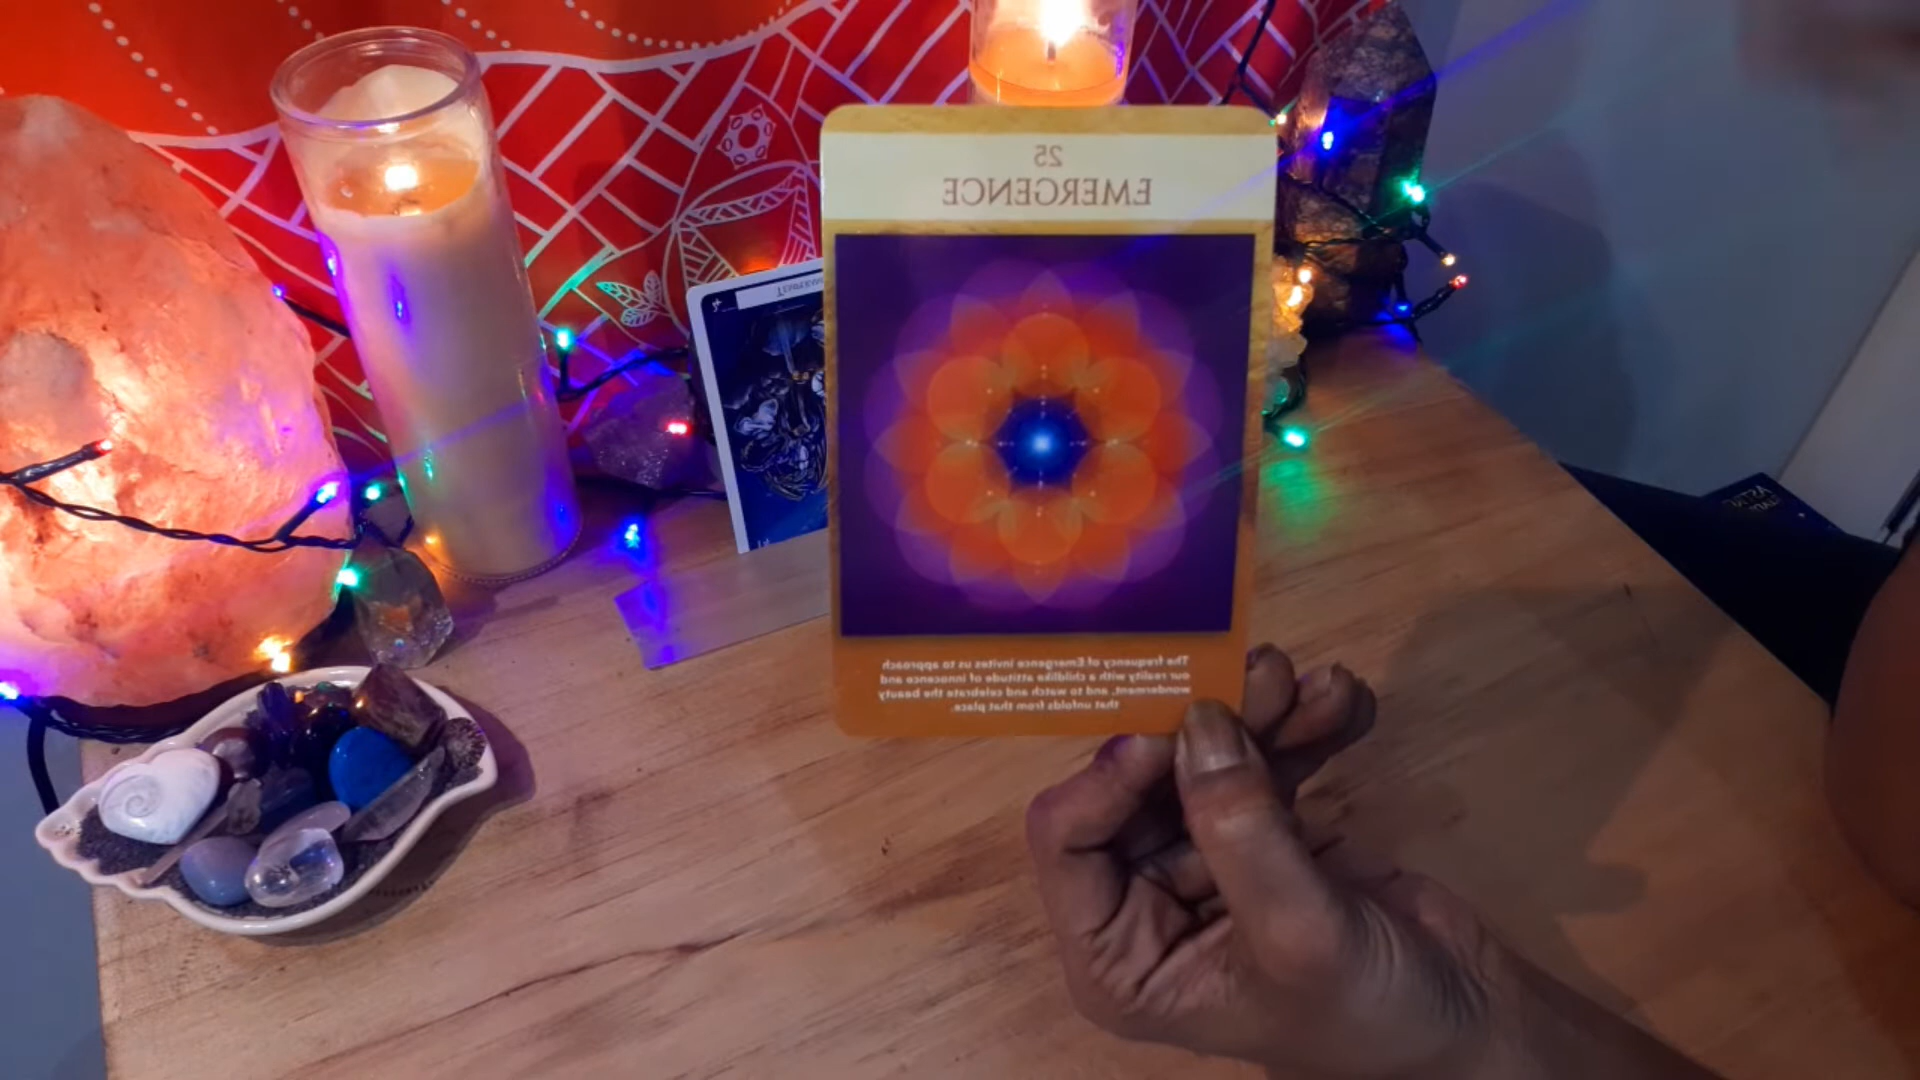 25
EMERGENCE
The frequency of Emergence invites us to approach
our reality with a childlike attitude of innocence and
wonderment, and to watch and celebrate the beauty
that unfolds from that place.